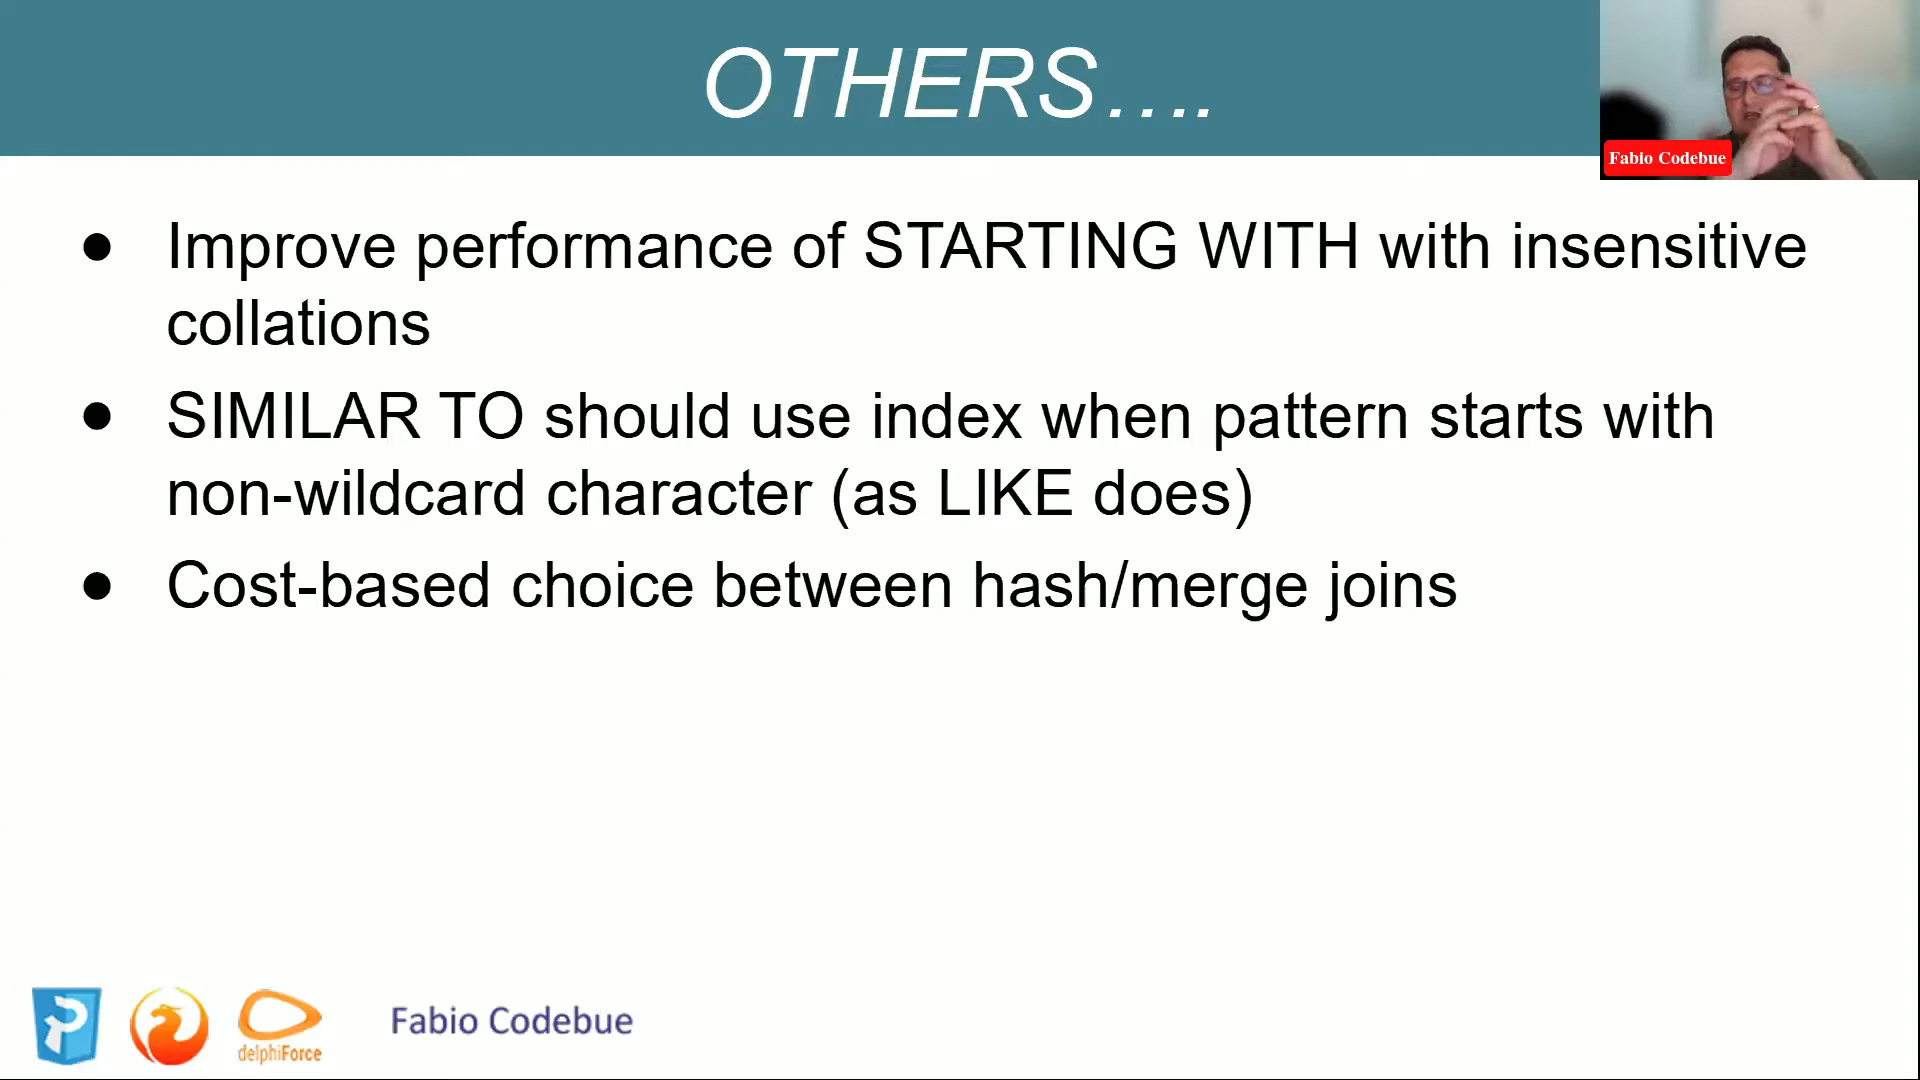 OTHERS....
Fabio Codebue
● Improve performance of STARTING WITH with insensitive
collations
● SIMILAR TO should use index when pattern starts with
non-wildcard character (as LIKE does)
● Cost-based choice between hash/merge joins
delphiForce
Fabio Codebue